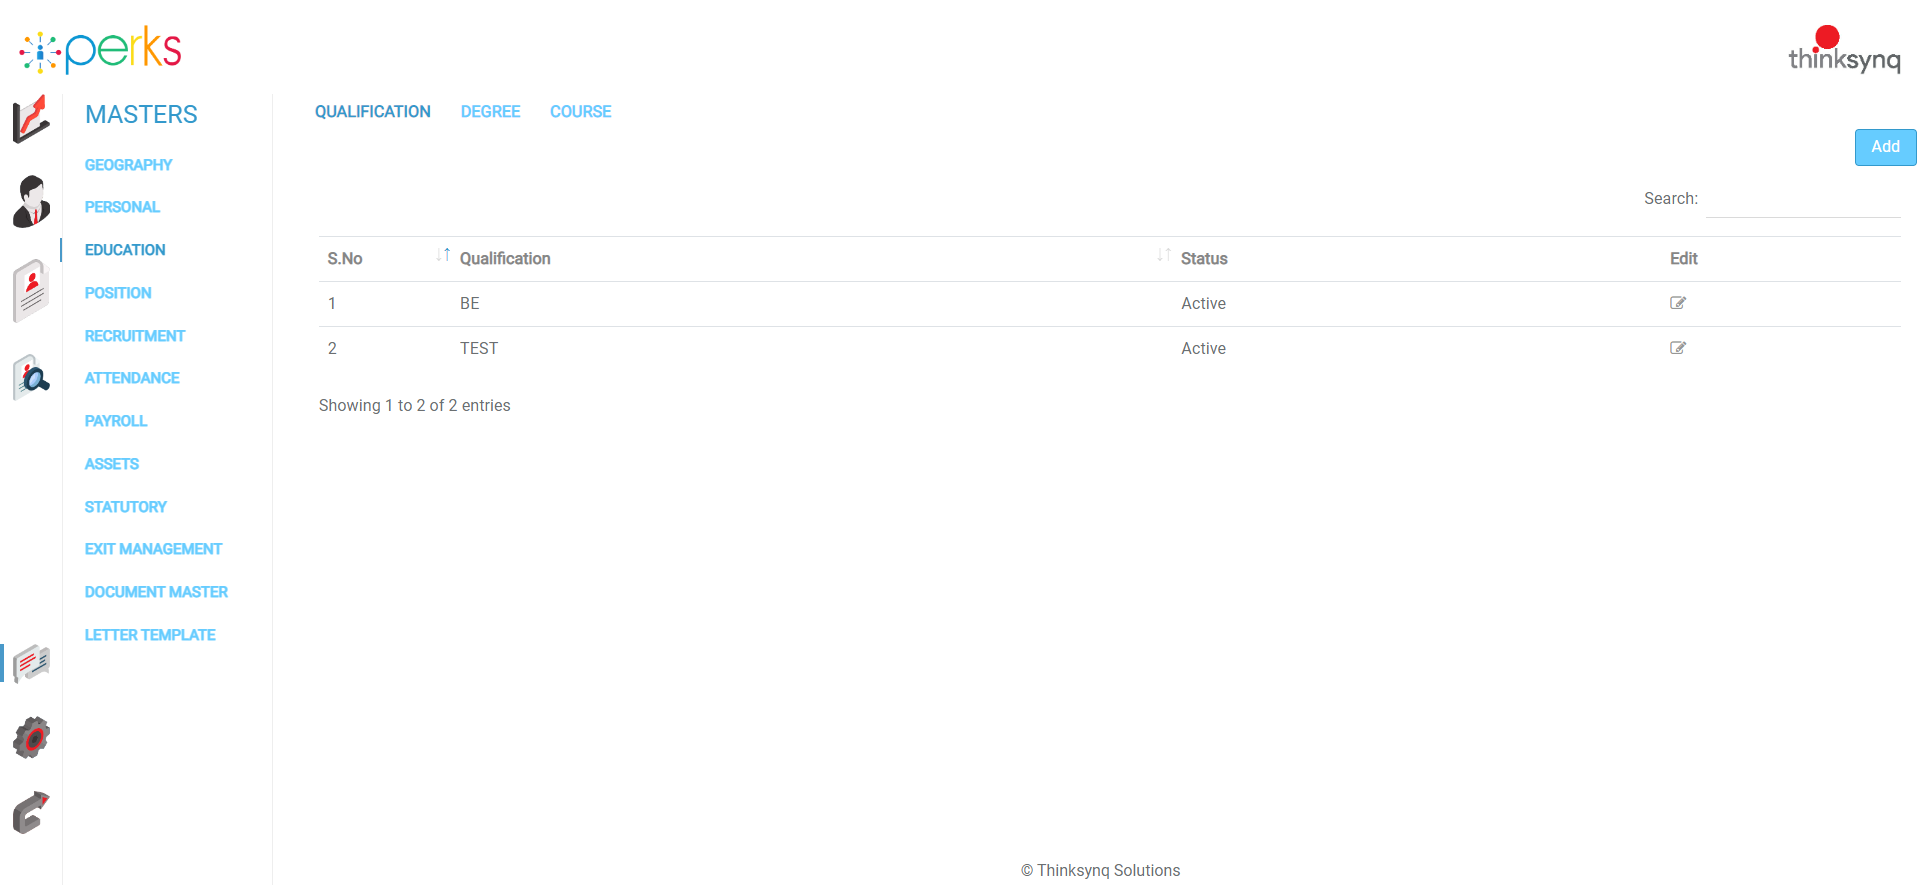 perks
thinksynq
MASTERS
GEOGRAPHY
PERSONAL
EDUCATION
POSITION
RECRUITMENT
ATTENDANCE
PAYROLL
ASSETS
STATUTORY
EXIT MANAGEMENT
DOCUMENT MASTER
LETTER TEMPLATE
QUALIFICATION DEGREE COURSE
Add
Search:
S.No Qualification Status Edit
1 BE Active
2 TEST Active
Showing 1 to 2 of 2 entries
© Thinksynq Solutions